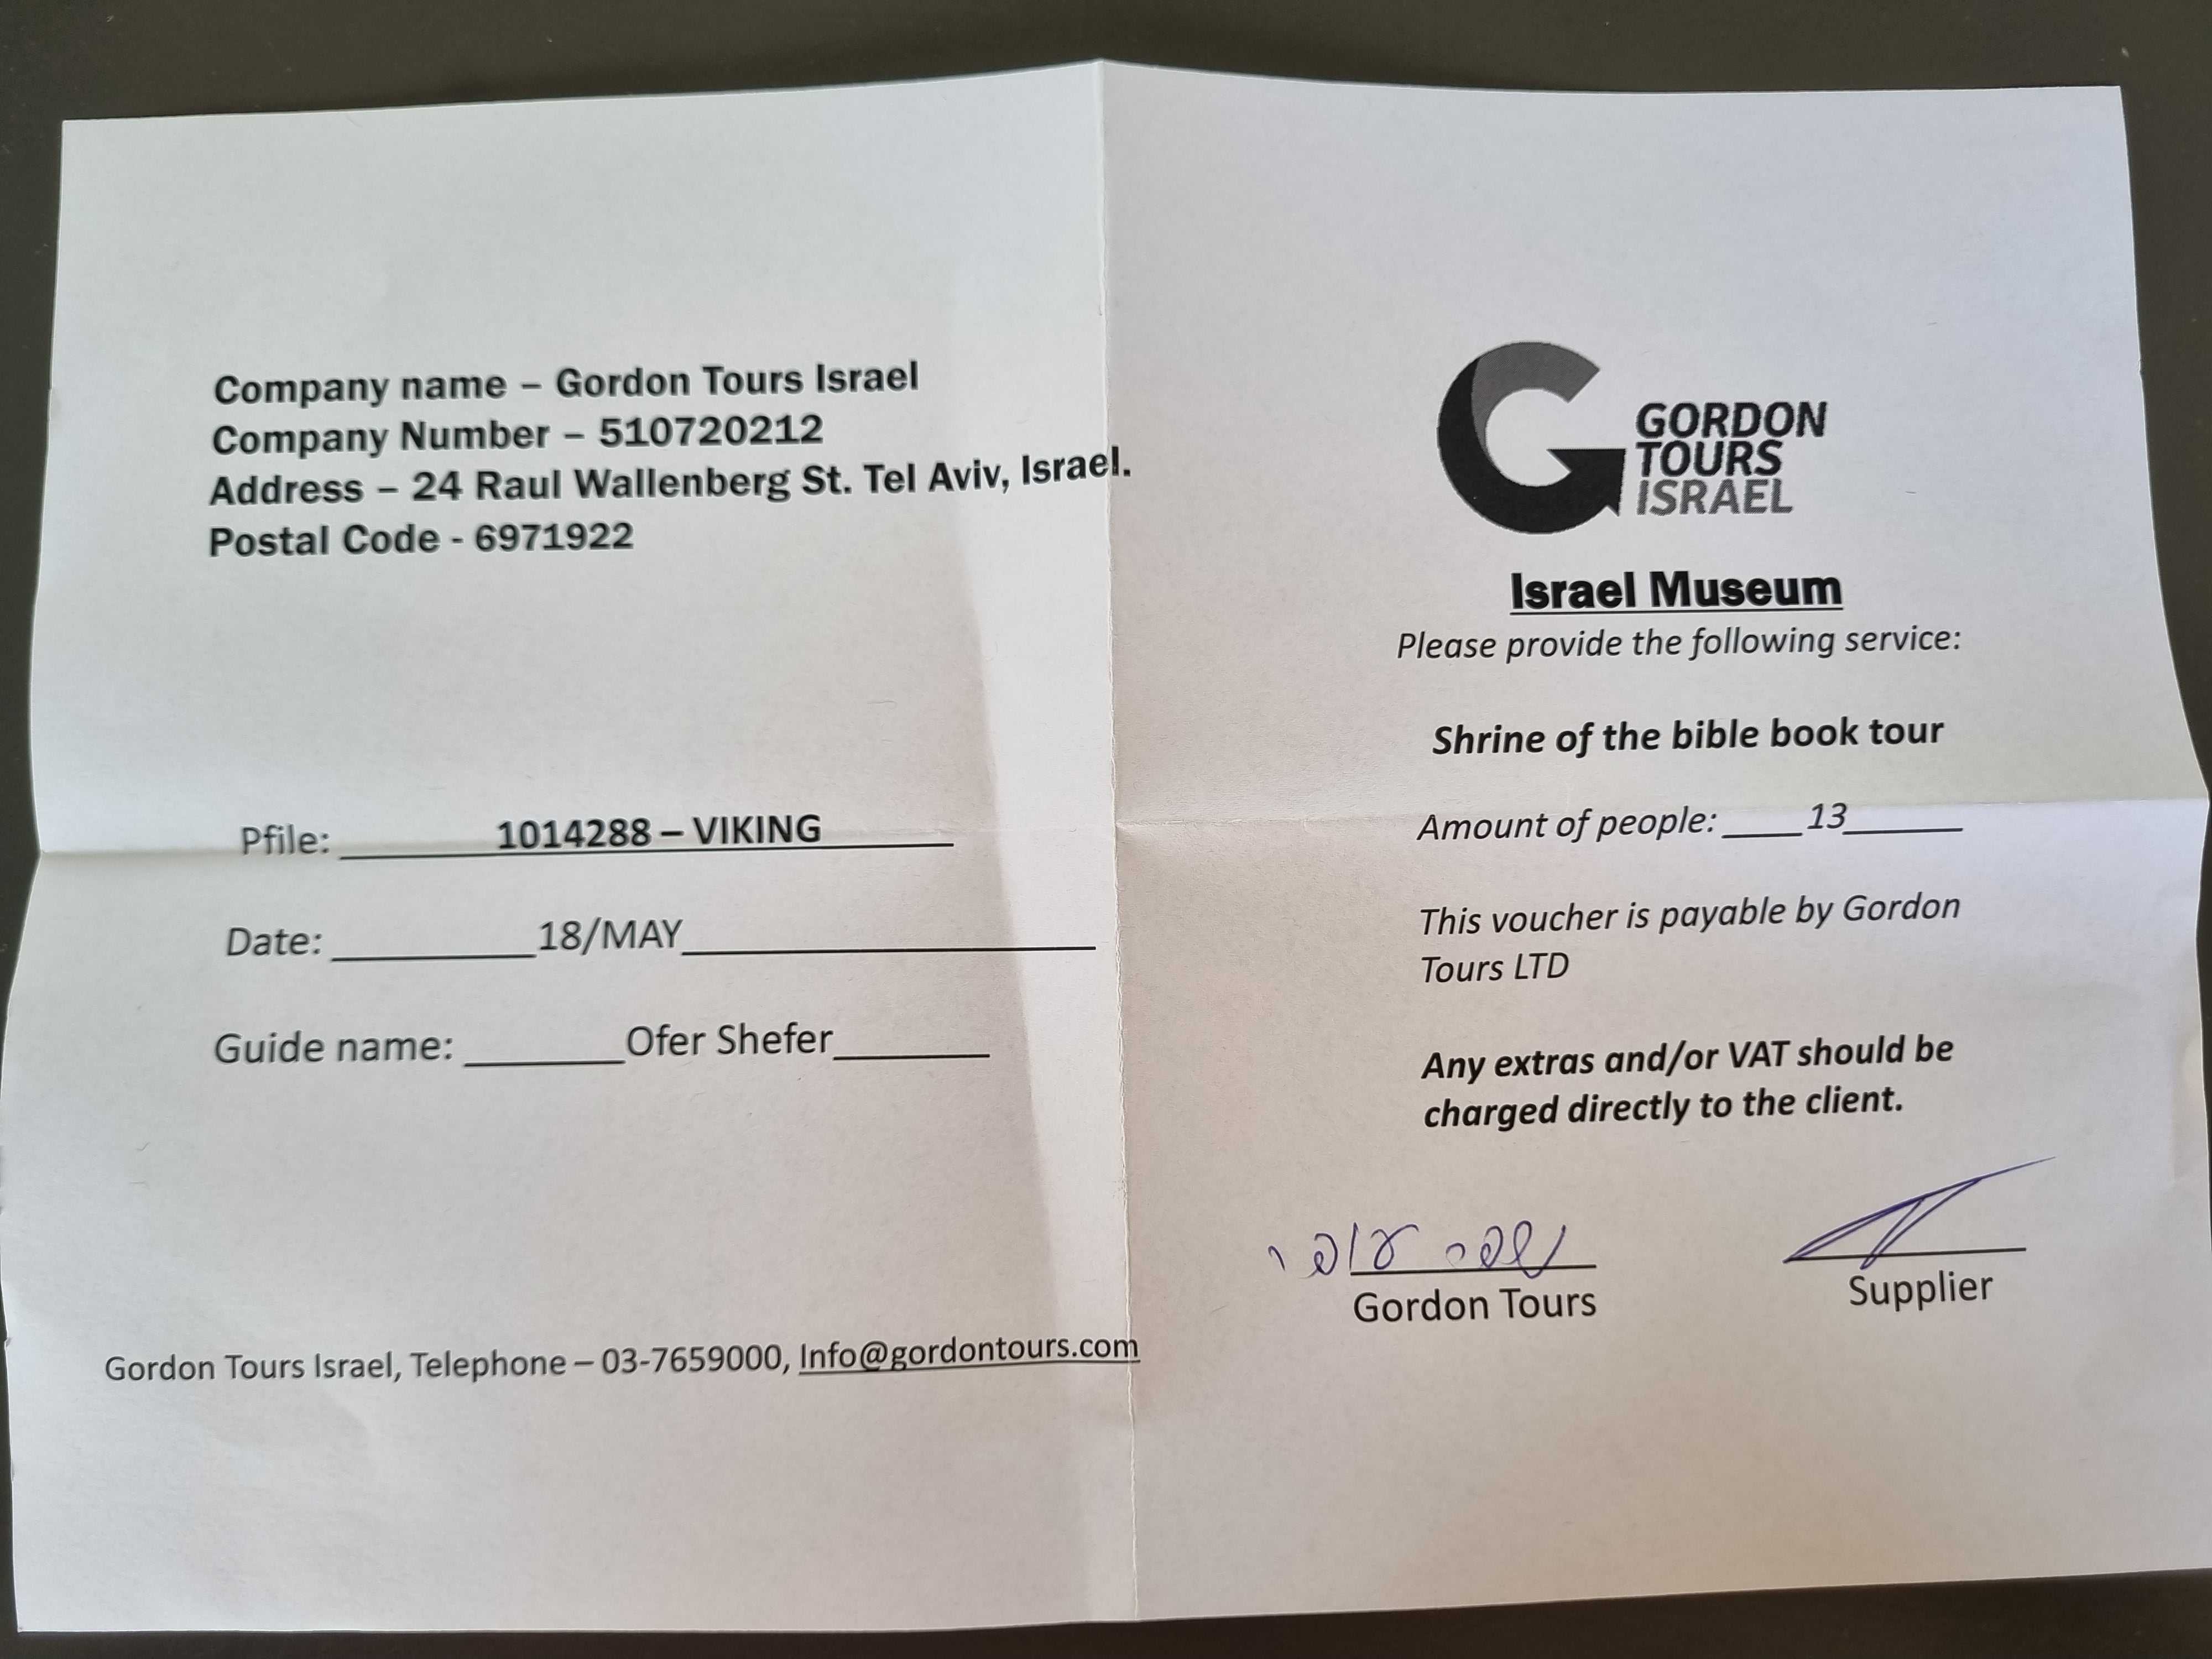 Company name – Gordon Tours Israel
Company Number – 510720212
Address – 24 Raul Wallenberg St. Tel Aviv, Israel.
Postal Code - 6971922
Pfile: 1014288 – VIKING
Date: 18/MAY
Guide name: Ofer Shefer
Gordon Tours Israel, Telephone – 03-7659000, Info@gordontours.com
GORDON
TOURS
ISRAEL
Israel Museum
Please provide the following service:
Shrine of the bible book tour
Amount of people: 13
This voucher is payable by Gordon
Tours LTD
Any extras and/or VAT should be
charged directly to the client.
Gordon Tours
Supplier